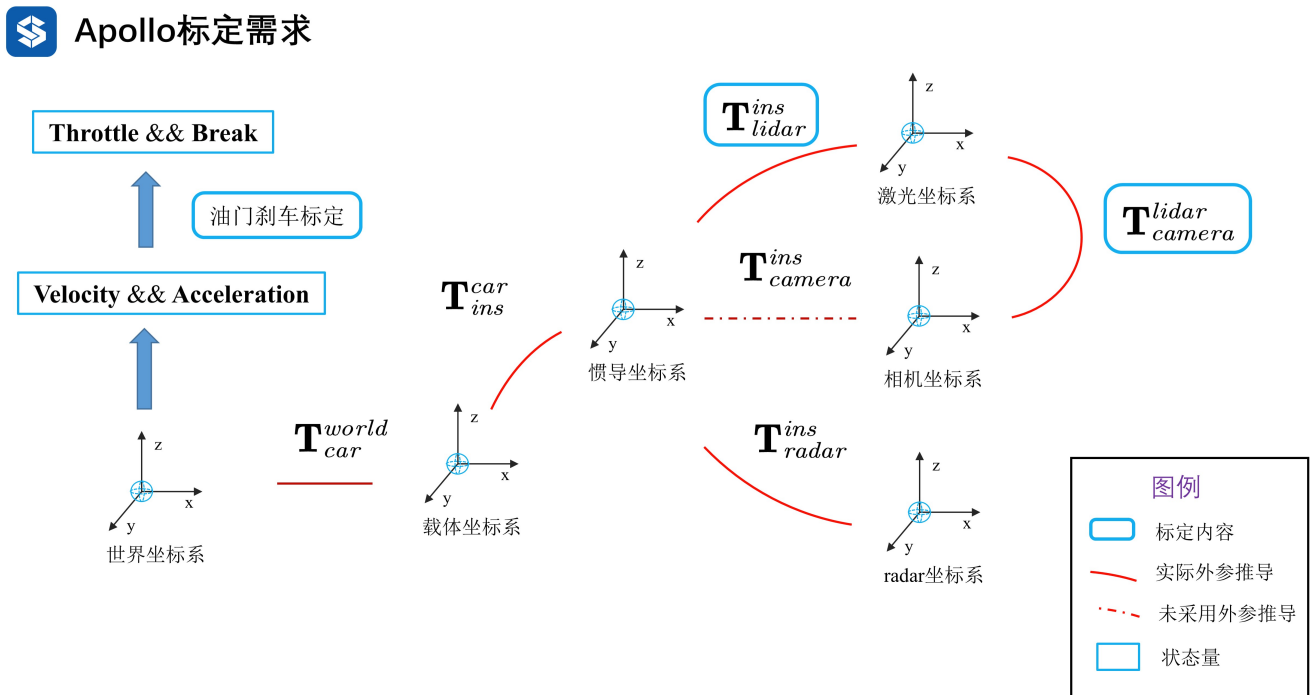 Apollo标定需求
Throttle && Break
油门刹车标定
Velocity && Acceleration
z
x
y
世界坐标系
T^{world}_{car}
z
x
y
载体坐标系
T^{car}_{ins}
z
x
y
惯导坐标系
T^{ins}_{lidar}
z
x
y
激光坐标系
T^{lidar}_{camera}
T^{ins}_{camera}
z
x
y
相机坐标系
T^{ins}_{radar}
z
x
y
radar坐标系
图例
标定内容
实际外参推导
未采用外参推导
状态量